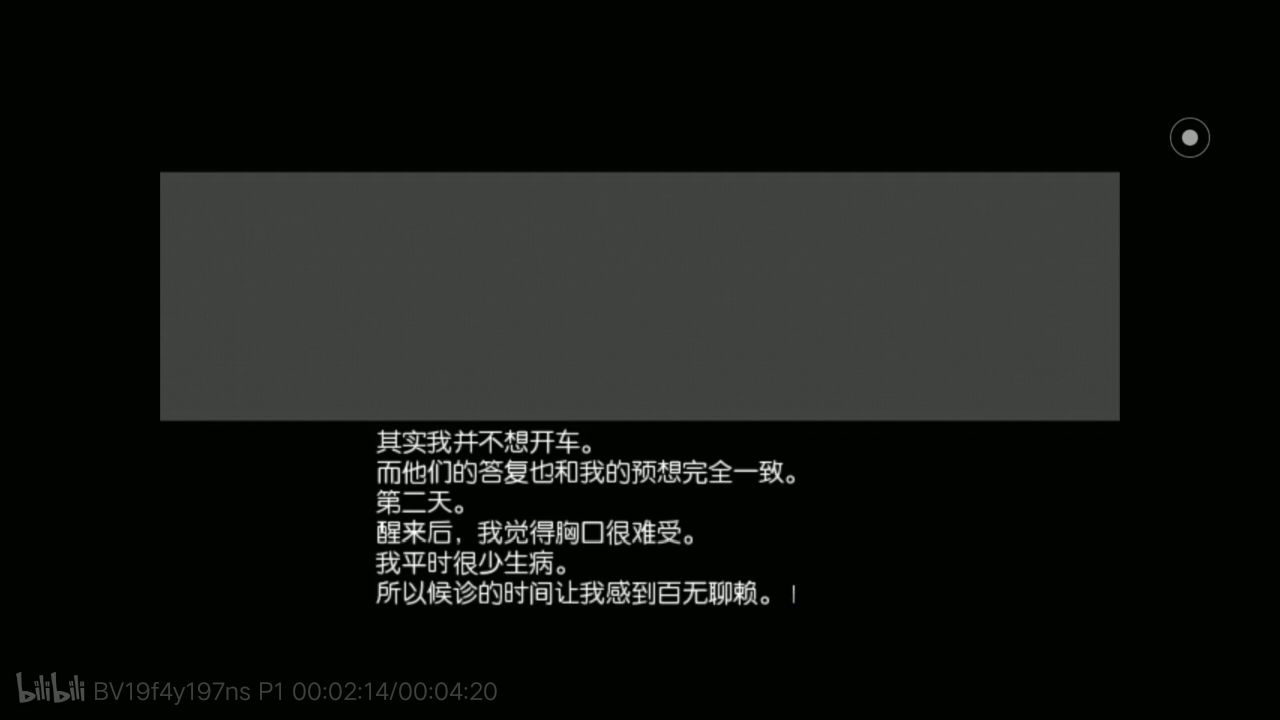 其实我并不想开车。
而他们的答复也和我的预想完全一致。
第二天。
醒来后，我觉得胸口很难受。
我平时很少生病。
所以候诊的时间让我感到百无聊赖。
bilibili BV19f4y197ns P1 00:02:14/00:04:20